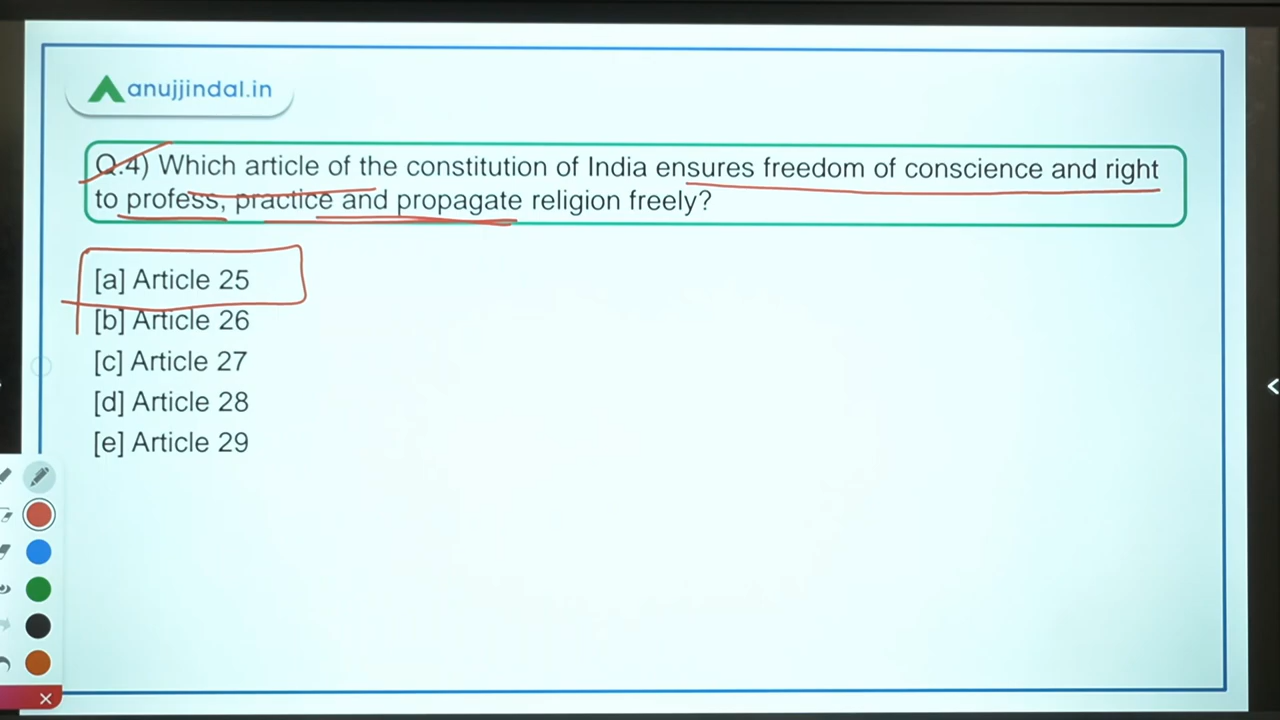 anujjindal.in
Q.4) Which article of the constitution of India ensures freedom of conscience and right
to profess, practice and propagate religion freely?
[a] Article 25
[b] Article 26
[c] Article 27
[d] Article 28
[e] Article 29